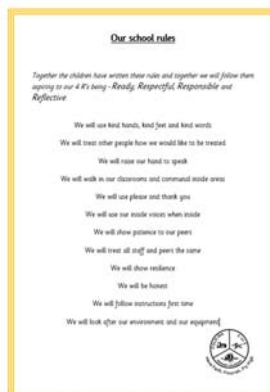 Our school rules
Together the children have written these rules and together we will follow them
aspiring to our 4 R's being - Ready, Respectful, Responsible and
Reflective
We will use kind hands, kind feet and kind words
We will treat other people how we would like to be treated
We will raise our hand to speak
We will walk in our classrooms and communal inside areas
We will use please and thank you
We will use our inside voices when inside
We will show patience to our peers
We will treat all staff and peers the same
We will show resilience
We will be honest
We will follow instructions first time
We will look after our environment and our equipment